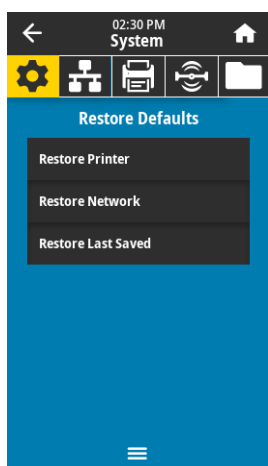 02:30 PM
System
Restore Defaults
Restore Printer
Restore Network
Restore Last Saved